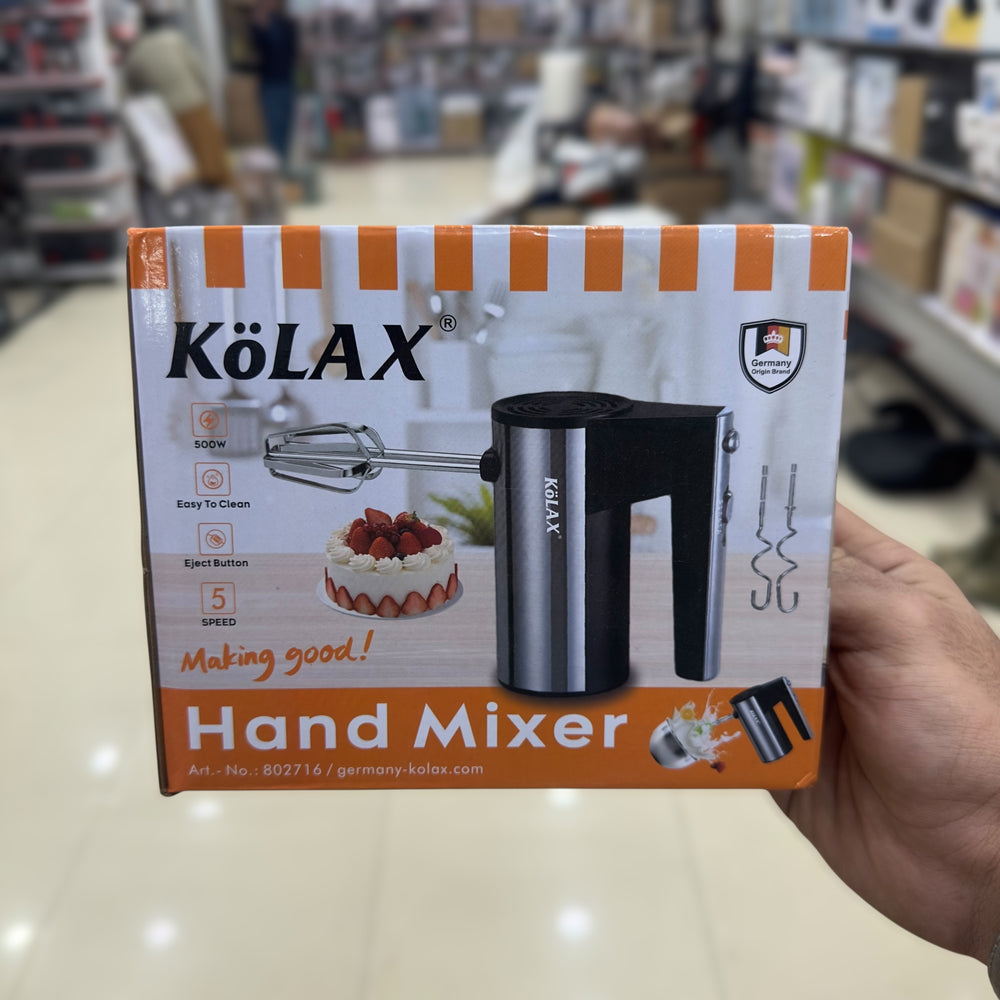 KöLAX®
Germany
Origin Brand
500W
Easy To Clean
Eject Button
5
SPEED
KöLAX
Making good!
Hand Mixer
Art.- No.: 802716 / germany-kolax.com